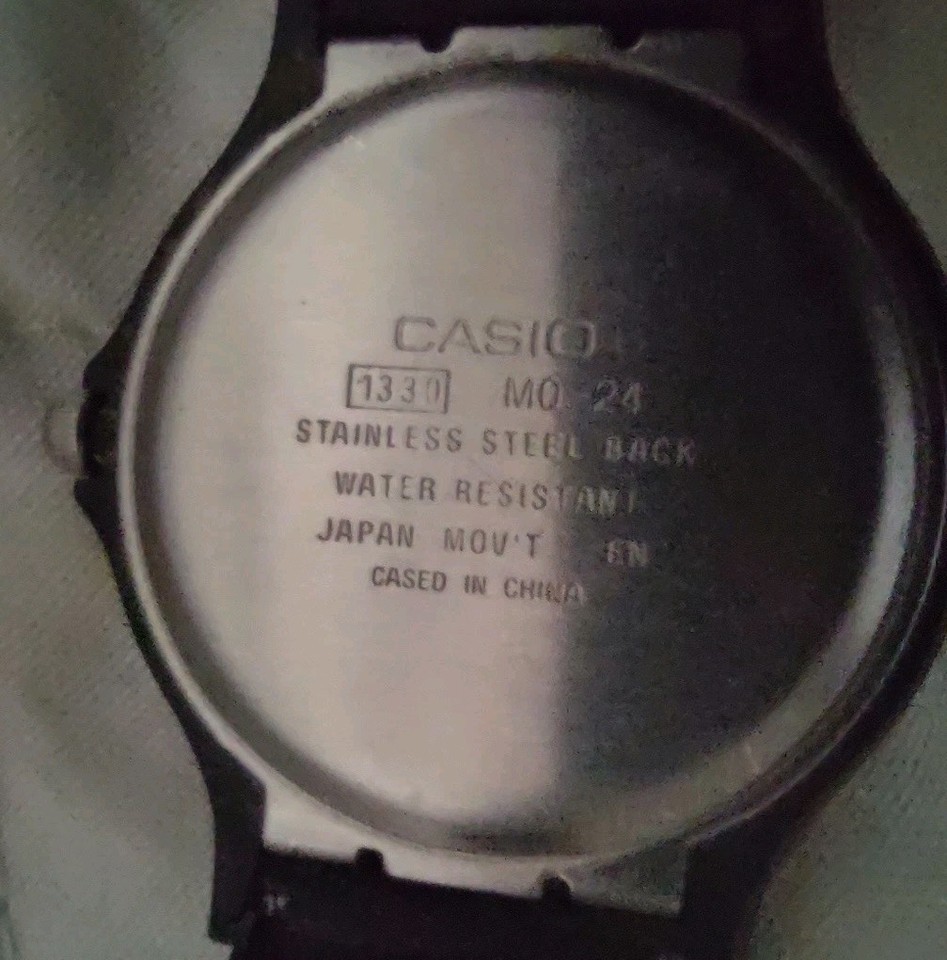 CASIO
1330 MQ 24
STAINLESS STEEL BACK
WATER RESISTANT
JAPAN MOV'T
CASED IN CHINA